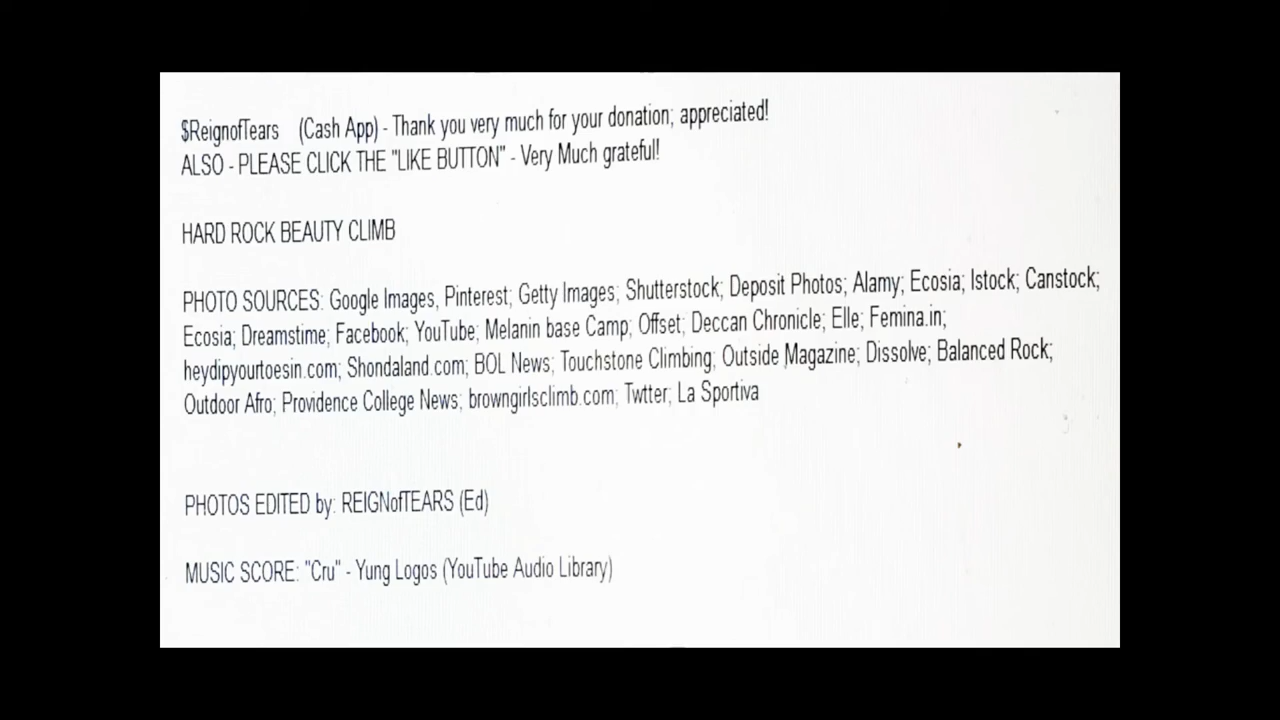 $ReignofTears (Cash App) - Thank you very much for your donation; appreciated!
ALSO - PLEASE CLICK THE "LIKE BUTTON" - Very Much grateful!
HARD ROCK BEAUTY CLIMB
PHOTO SOURCES: Google Images, Pinterest; Getty Images; Shutterstock; Deposit Photos; Alamy; Ecosia; Istock; Canstock;
Ecosia; Dreamstime; Facebook; YouTube; Melanin base Camp; Offset; Deccan Chronicle; Elle; Femina.in;
heydipyourtoesin.com; Shondaland.com; BOL News; Touchstone Climbing; Outside Magazine; Dissolve; Balanced Rock;
Outdoor Afro; Providence College News; browngirlsclimb.com; Twtter; La Sportiva
PHOTOS EDITED by: REIGNofTEARS (Ed)
MUSIC SCORE: "Cru" - Yung Logos (YouTube Audio Library)